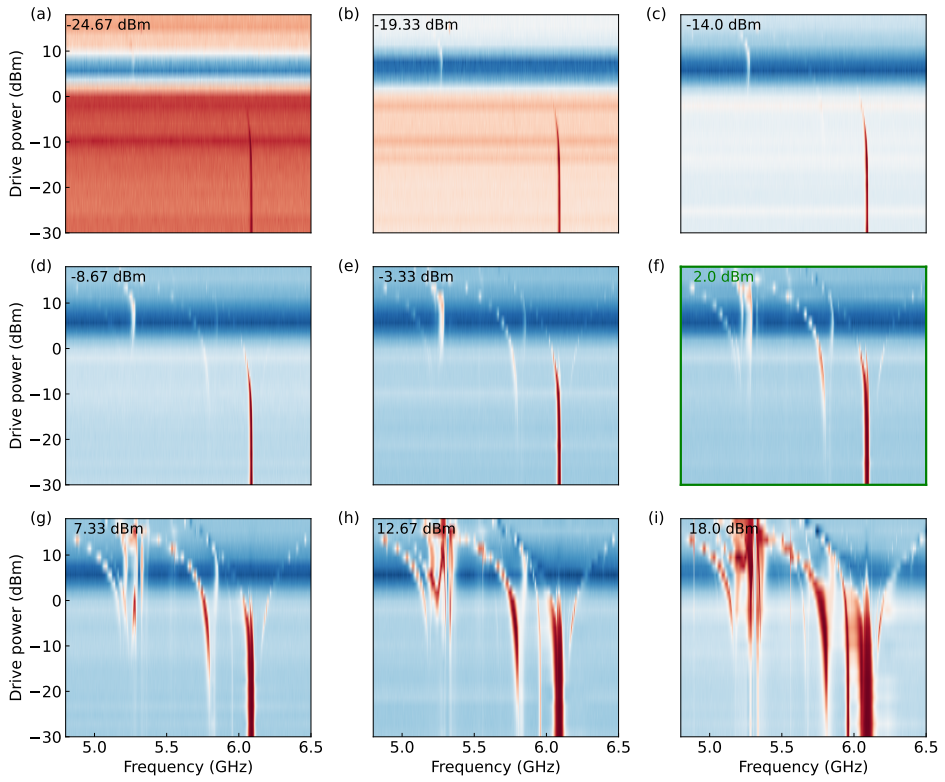 (a) (b) (c)
-24.67 dBm -19.33 dBm -14.0 dBm
Drive power (dBm)
10
0
−10
−20
−30
(d) (e) (f)
-8.67 dBm -3.33 dBm 2.0 dBm
Drive power (dBm)
10
0
−10
−20
−30
(g) (h) (i)
7.33 dBm 12.67 dBm 18.0 dBm
Drive power (dBm)
10
0
−10
−20
−30
5.0 5.5 6.0 6.5 5.0 5.5 6.0 6.5 5.0 5.5 6.0 6.5
Frequency (GHz) Frequency (GHz) Frequency (GHz)